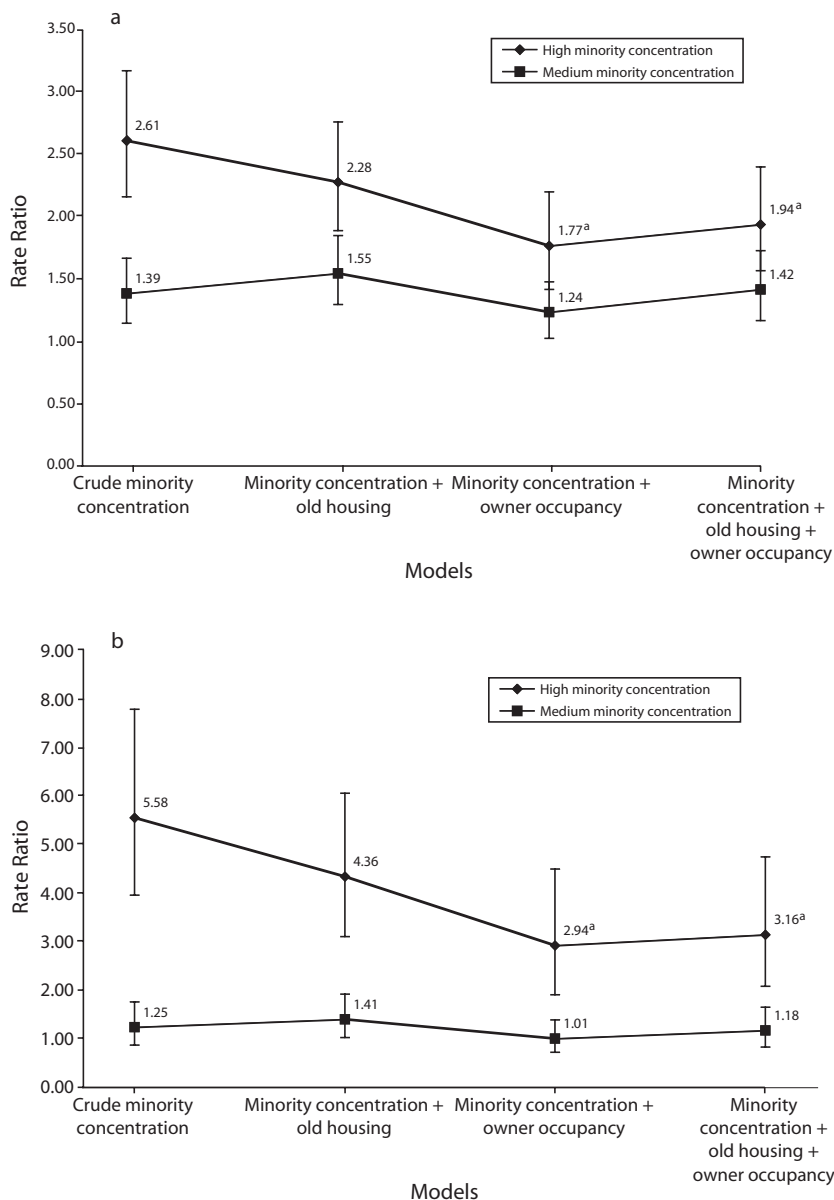 a
3.50
3.00
2.50
2.00
1.50
1.00
0.50
0.00
Rate Ratio
High minority concentration
Medium minority concentration
2.61
2.28
1.77a
1.94a
1.39
1.55
1.24
1.42
Crude minority
concentration
Minority concentration +
old housing
Minority concentration +
owner occupancy
Minority
concentration +
old housing +
owner occupancy
Models
b
9.00
8.00
7.00
6.00
5.00
4.00
3.00
2.00
1.00
0.00
Rate Ratio
High minority concentration
Medium minority concentration
5.58
4.36
2.94a
3.16a
1.25
1.41
1.01
1.18
Crude minority
concentration
Minority concentration +
old housing
Minority concentration +
owner occupancy
Minority
concentration +
old housing +
owner occupancy
Models